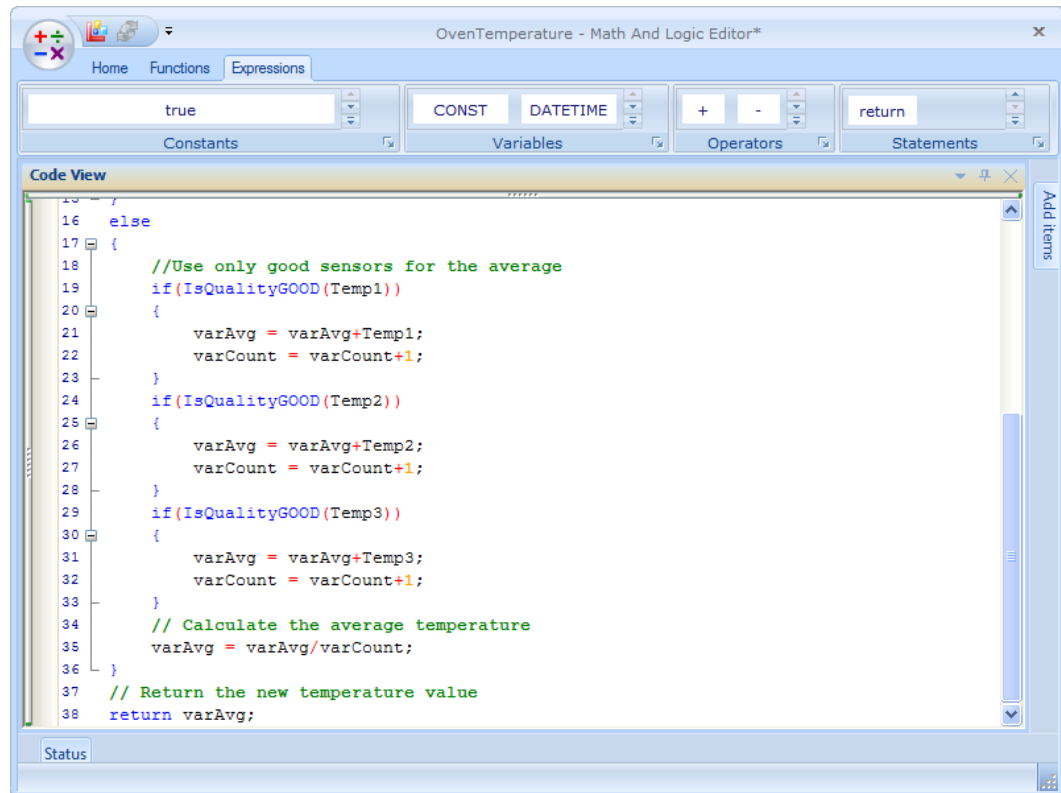 OvenTemperature - Math And Logic Editor*
Home Functions Expressions
true CONST DATETIME + - return
Constants Variables Operators Statements
Code View
Add items
15 }
16 else
17 {
18 //Use only good sensors for the average
19 if(IsQualityGOOD(Temp1))
20 {
21 varAvg = varAvg+Temp1;
22 varCount = varCount+1;
23 }
24 if(IsQualityGOOD(Temp2))
25 {
26 varAvg = varAvg+Temp2;
27 varCount = varCount+1;
28 }
29 if(IsQualityGOOD(Temp3))
30 {
31 varAvg = varAvg+Temp3;
32 varCount = varCount+1;
33 }
34 // Calculate the average temperature
35 varAvg = varAvg/varCount;
36 }
37 // Return the new temperature value
38 return varAvg;
Status